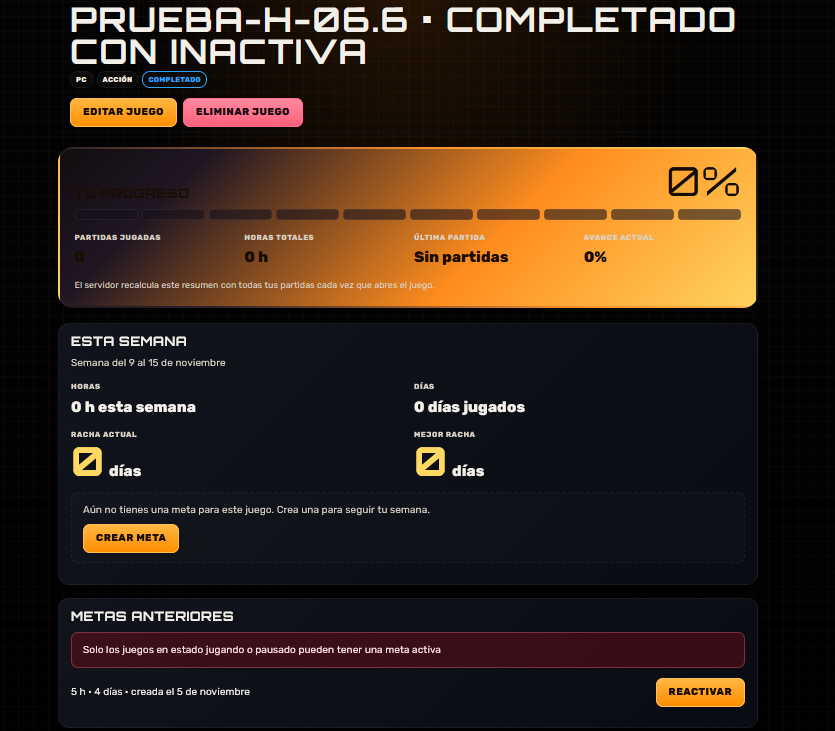 PRUEBA-H-06.6 · COMPLETADO
CON INACTIVA
PC ACCIÓN COMPLETADO
EDITAR JUEGO ELIMINAR JUEGO
TU PROGRESO 0%
PARTIDAS JUGADAS HORAS TOTALES ÚLTIMA PARTIDA AVANCE ACTUAL
0 0 h Sin partidas 0%
El servidor recalcula este resumen con todas tus partidas cada vez que abres el juego.
ESTA SEMANA
Semana del 9 al 15 de noviembre
HORAS DÍAS
0 h esta semana 0 días jugados
RACHA ACTUAL MEJOR RACHA
0 días 0 días
Aún no tienes una meta para este juego. Crea una para seguir tu semana.
CREAR META
METAS ANTERIORES
Solo los juegos en estado jugando o pausado pueden tener una meta activa
5 h · 4 días · creada el 5 de noviembre REACTIVAR